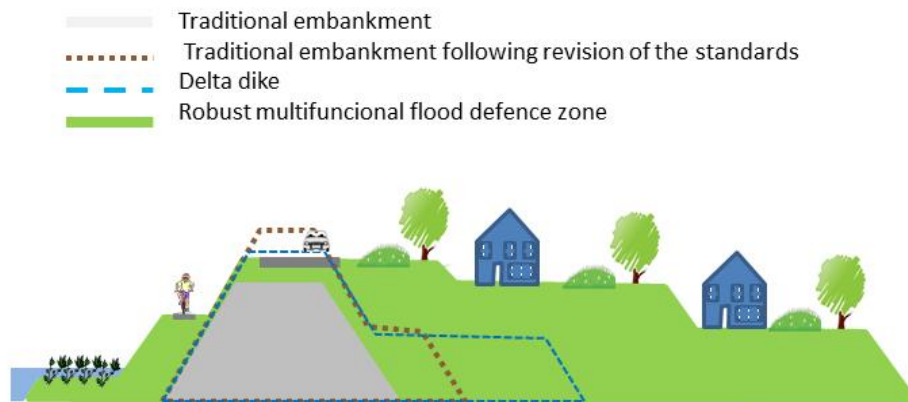 Traditional embankment
Traditional embankment following revision of the standards
Delta dike
Robust multifuncional flood defence zone